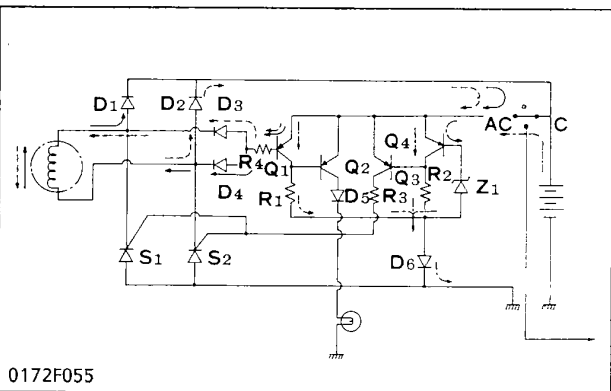 D1 D2 D3
AC C
Q4
R4 Q1 Q2
D4 Q3 R2 Z1
R1 D5 R3
S1 S2
D6
0172F055